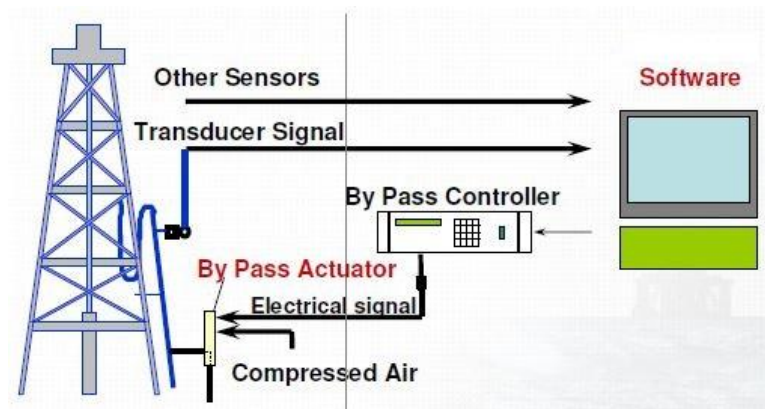 Other Sensors
Software
Transducer Signal
By Pass Controller
By Pass Actuator
Electrical signal
Compressed Air